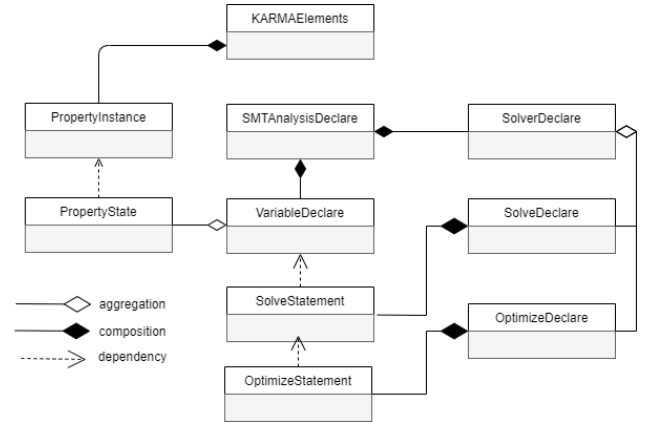 KARMAElements
PropertyInstance
SMTAnalysisDeclare
SolverDeclare
PropertyState
VariableDeclare
SolveDeclare
SolveStatement
OptimizeDeclare
OptimizeStatement
aggregation
composition
dependency